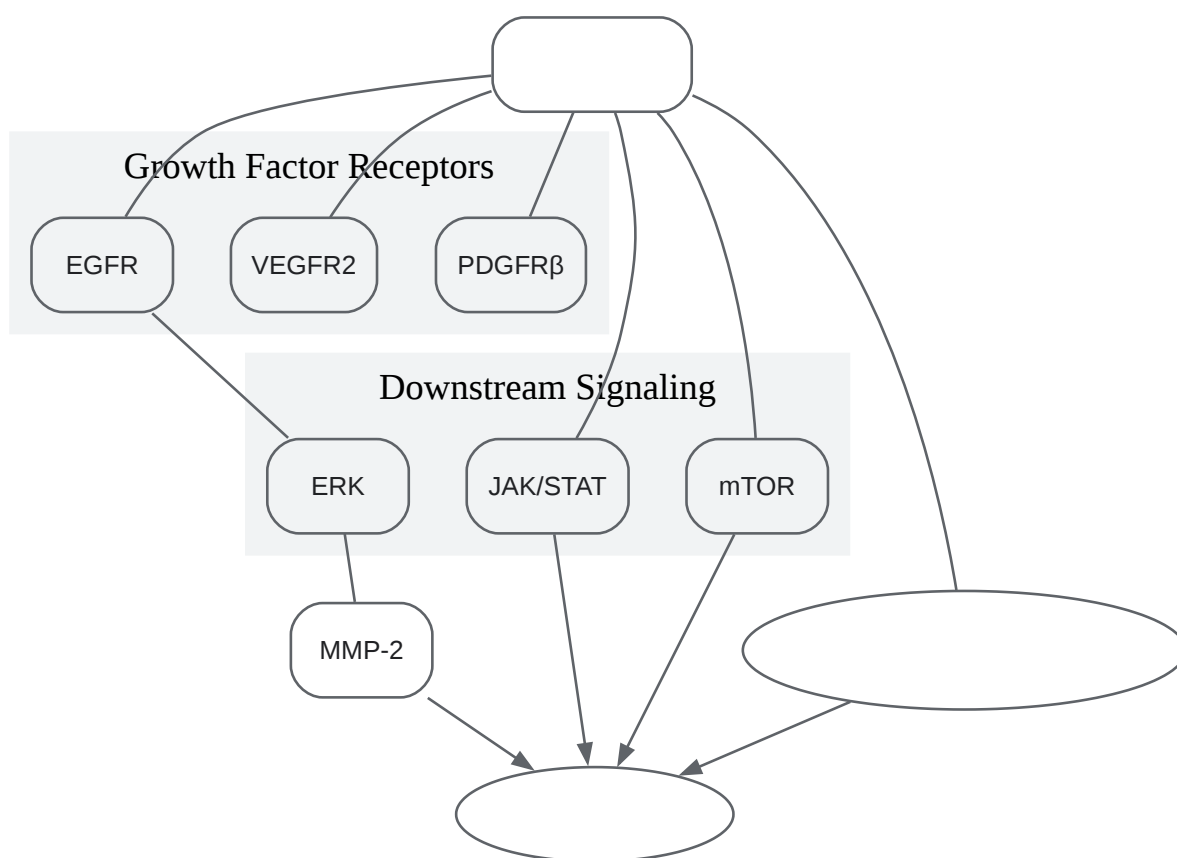 Growth Factor Receptors
EGFR
VEGFR2
PDGFRβ
Downstream Signaling
ERK
JAK/STAT
mTOR
MMP-2